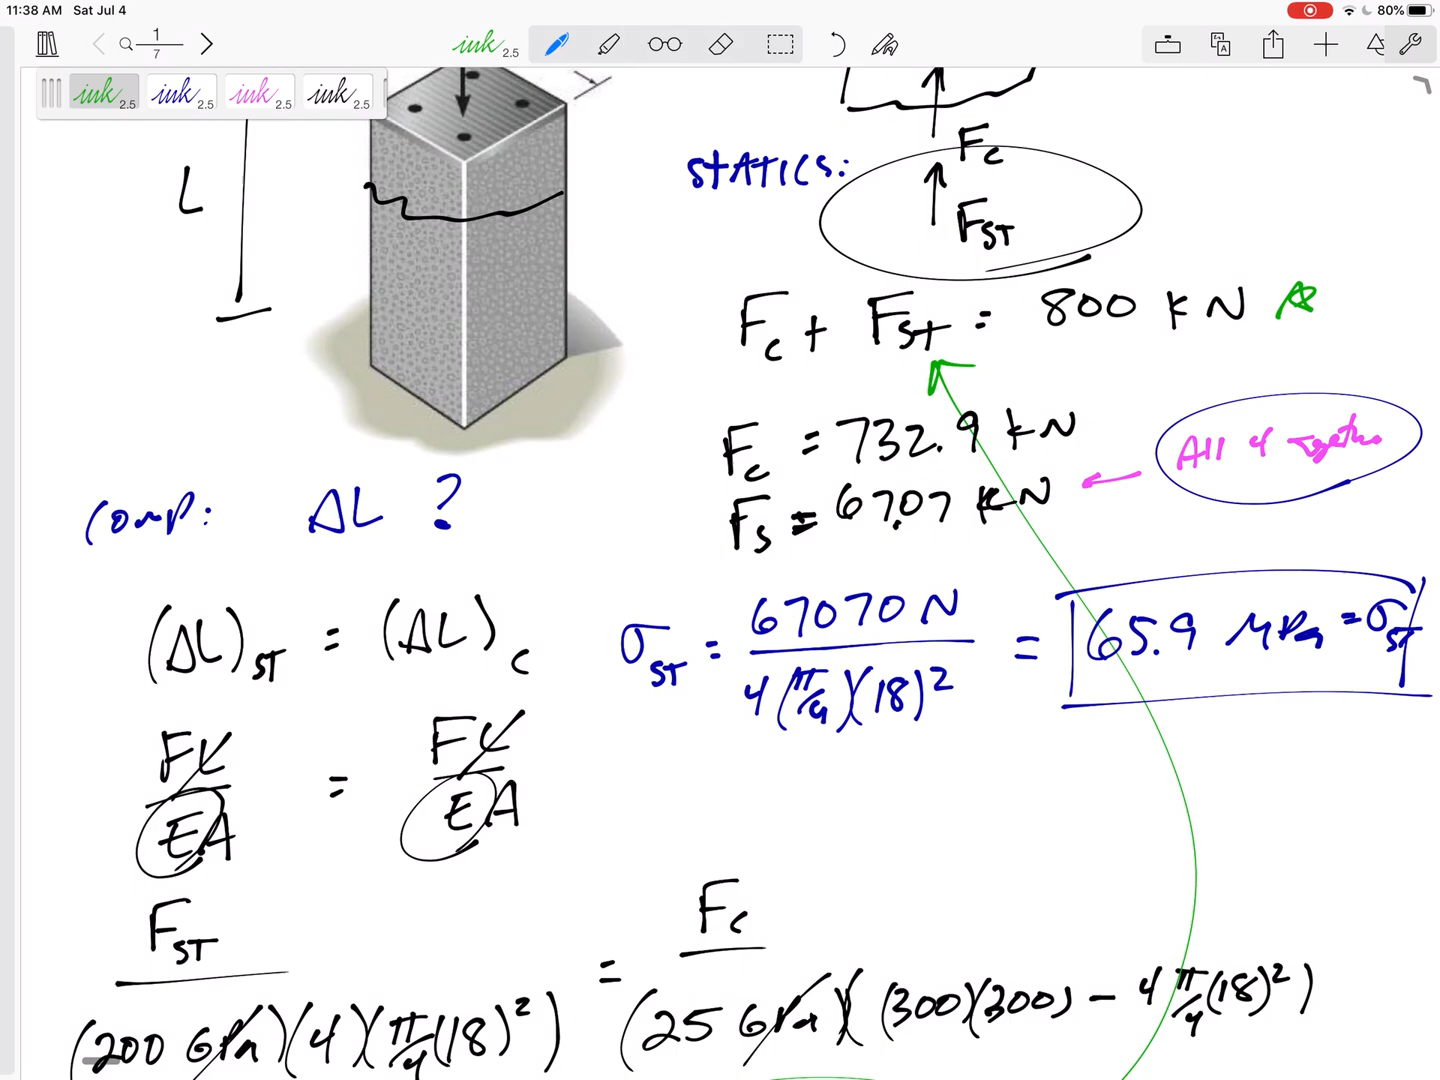 11:38 AM Sat Jul 4
80%
1
7
ink 2.5
ink 2.5 ink 2.5 ink 2.5 ink 2.5
L
STATICS:
Fc
FST
Fc + FST = 800 kN
Fc = 732.9 kN
Fs = 67.07 kN
All 4 Together
Comp: ΔL ?
(ΔL)ST = (ΔL)c
σST = 67070 N / 4(π/4)(18)² = 65.9 MPa = σST
FL / EA = FL / EA
FST / (200 GPa)(4)(π/4(18)²) = Fc / (25 GPa)((300)(300) - 4 π/4 (18)²)